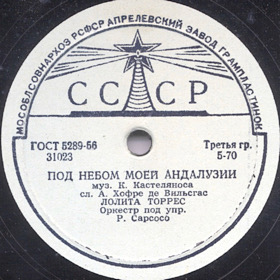 МОСОБЛСОВНАРХОЗ РСФСР АПРЕЛЕВСКИЙ ЗАВОД ГРАМПЛАСТИНОК
СССР
ГОСТ 5289-56 Третья гр.
31023 5-70
ПОД НЕБОМ МОЕЙ АНДАЛУЗИИ
муз. К. Кастеляноса
сл. А. Хофре де Вильегас
ЛОЛИТА ТОРРЕС
Оркестр под упр.
Р. Сарсосо